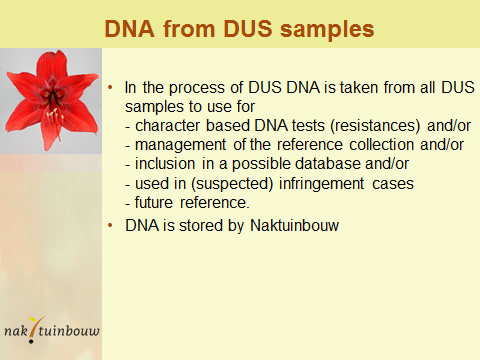 DNA from DUS samples
• In the process of DUS DNA is taken from all DUS
samples to use for
- character based DNA tests (resistances) and/or
- management of the reference collection and/or
- inclusion in a possible database and/or
- used in (suspected) infringement cases
- future reference.
• DNA is stored by Naktuinbouw
nak tuinbouw